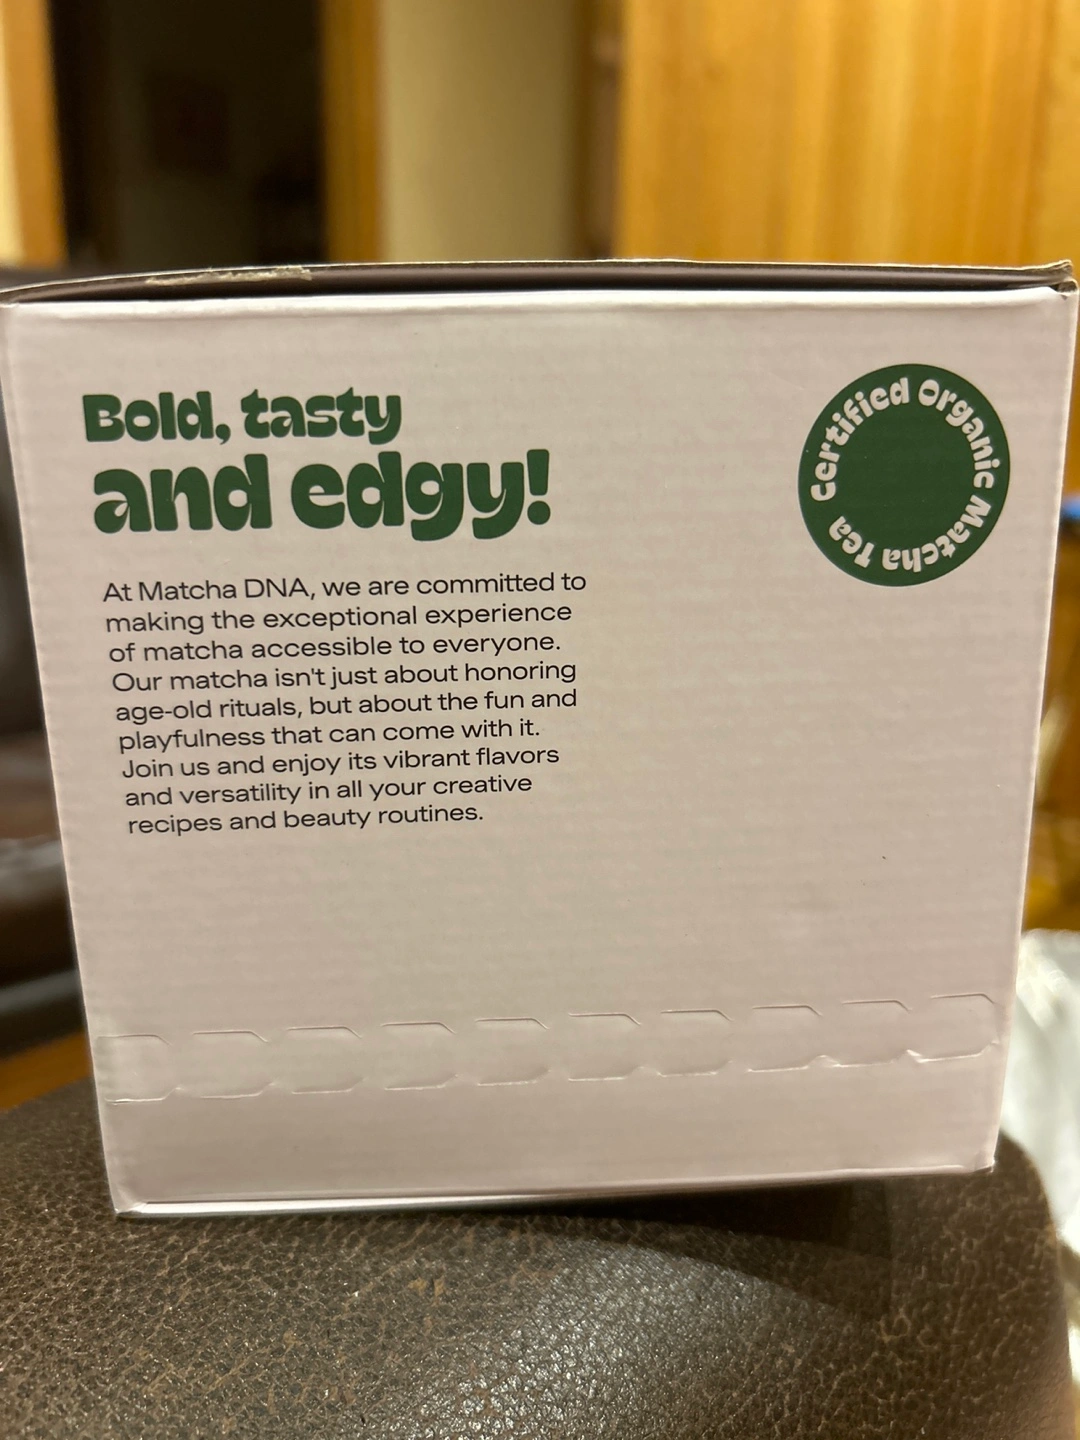 Bold, tasty
and edgy!
At Matcha DNA, we are committed to
making the exceptional experience
of matcha accessible to everyone.
Our matcha isn't just about honoring
age-old rituals, but about the fun and
playfulness that can come with it.
Join us and enjoy its vibrant flavors
and versatility in all your creative
recipes and beauty routines.
Certified Organic Matcha Tea